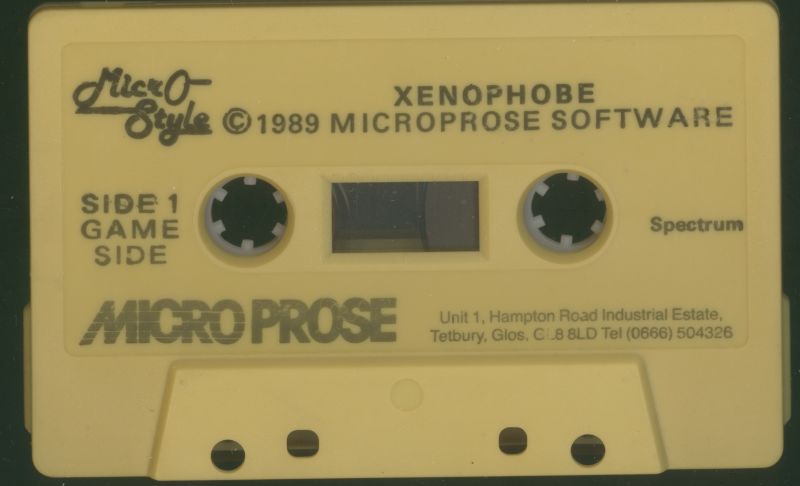 Micro
Style
XENOPHOBE
©1989 MICROPROSE SOFTWARE
SIDE 1
GAME
SIDE
Spectrum
MICRO PROSE
Unit 1, Hampton Road Industrial Estate,
Tetbury, Glos, GL8 8LD Tel (0666) 504326